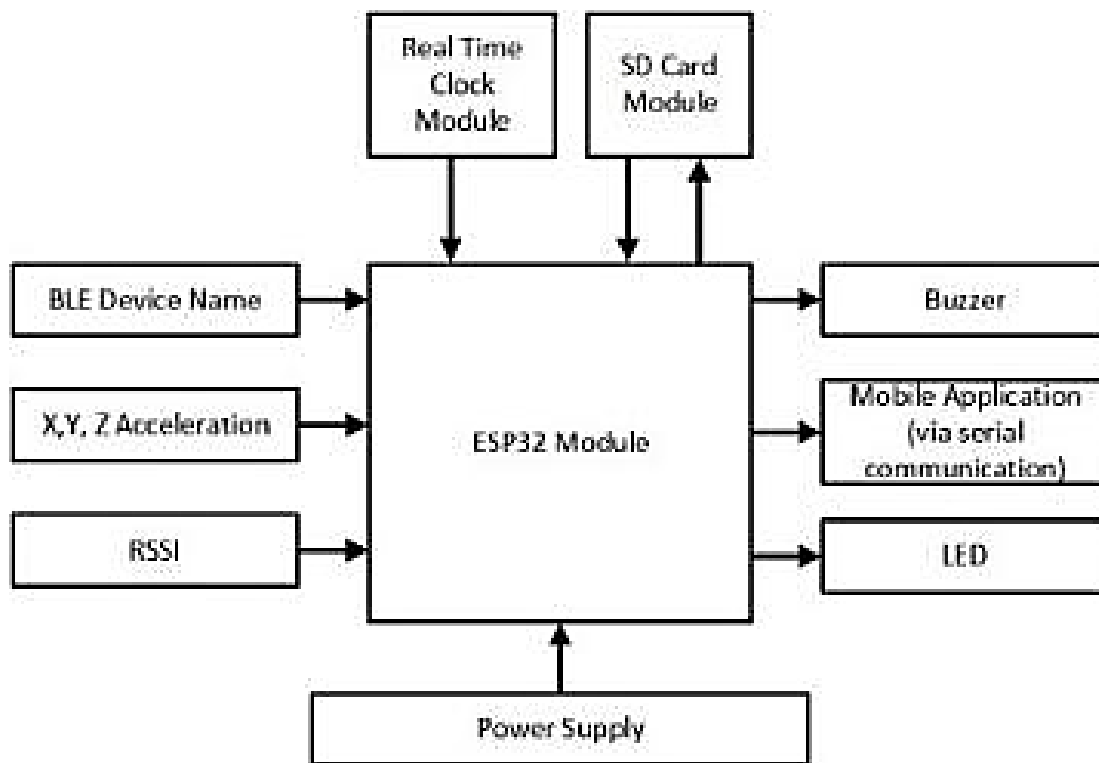 Real Time
Clock
Module
SD Card
Module
BLE Device Name
X,Y, Z Acceleration
RSSI
ESP32 Module
Buzzer
Mobile Application
(via serial
communication)
LED
Power Supply